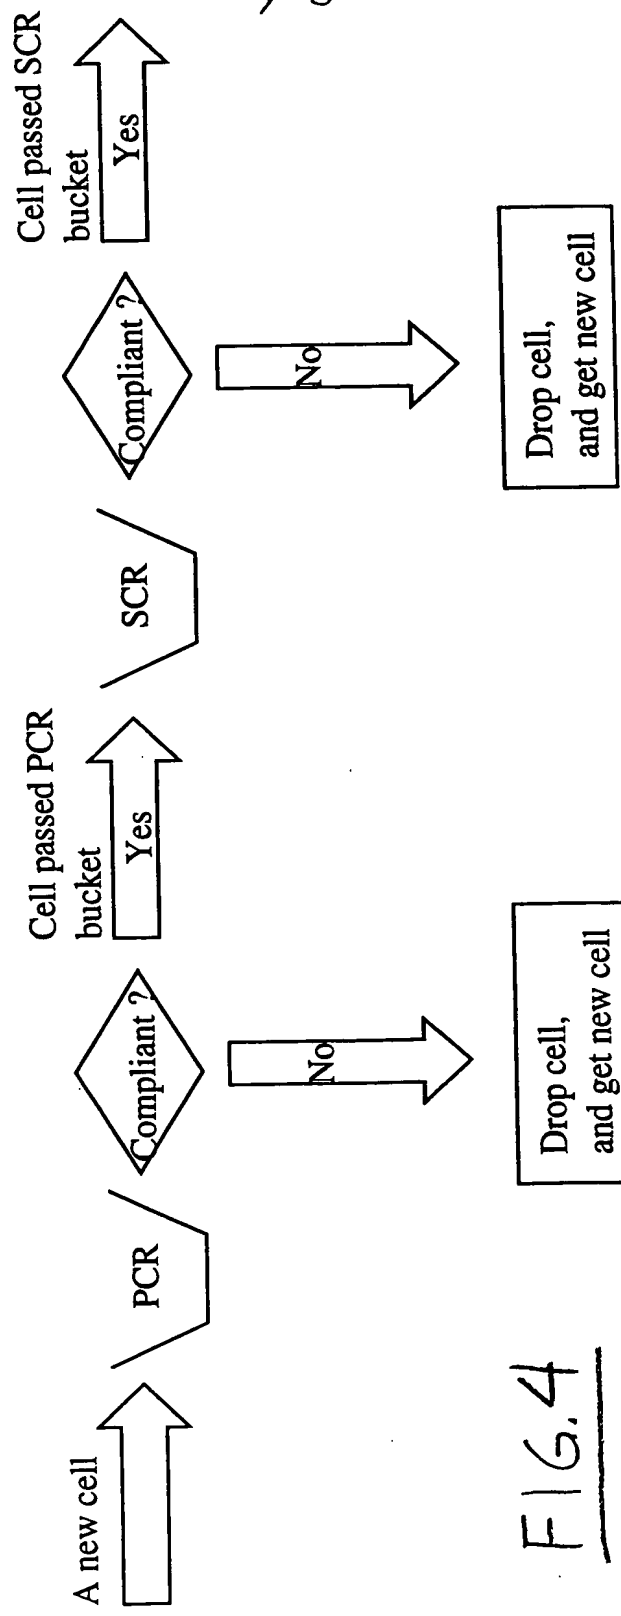 A new cell
PCR
Compliant ?
No
Drop cell,
and get new cell
Cell passed PCR
bucket
Yes
SCR
Compliant ?
No
Drop cell,
and get new cell
Cell passed SCR
bucket
Yes
FIG. 4